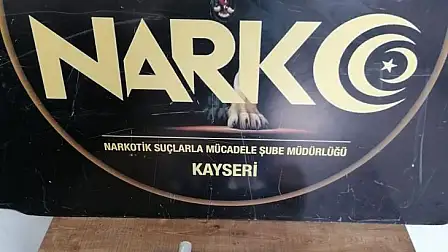 NARKO
NARKOTİK SUÇLARLA MÜCADELE ŞUBE MÜDÜRLÜĞÜ
KAYSERİ